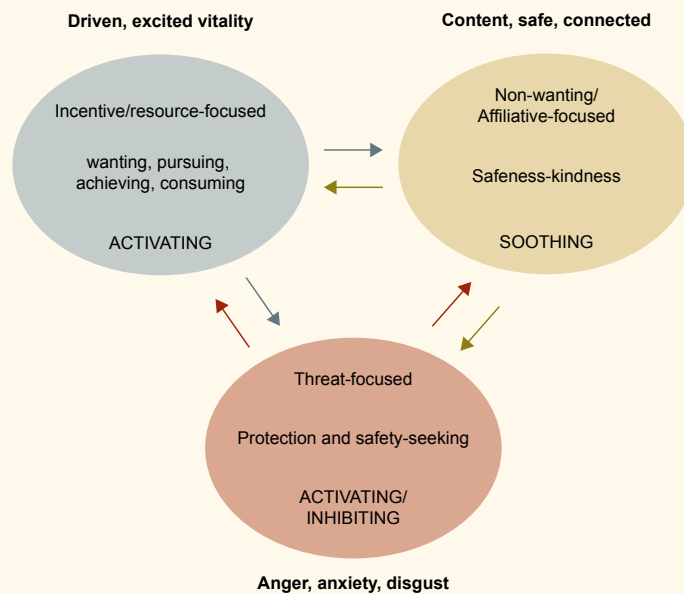 Driven, excited vitality
Content, safe, connected
Incentive/resource-focused
wanting, pursuing,
achieving, consuming
ACTIVATING
Non-wanting/
Affiliative-focused
Safeness-kindness
SOOTHING
Threat-focused
Protection and safety-seeking
ACTIVATING/
INHIBITING
Anger, anxiety, disgust